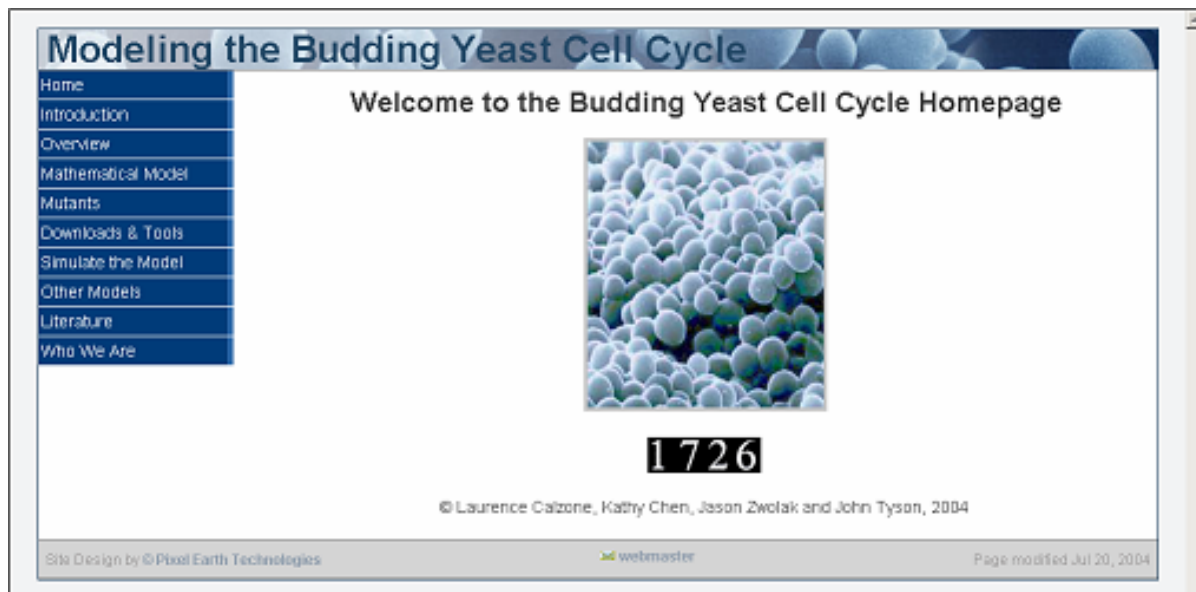 Modeling the Budding Yeast Cell Cycle
Home
Introduction
Overview
Mathematical Model
Mutants
Downloads & Tools
Simulate the Model
Other Models
Literature
Who We Are
Welcome to the Budding Yeast Cell Cycle Homepage
1726
© Laurence Calzone, Kathy Chen, Jason Zwolak and John Tyson, 2004
Site Design by © Pixel Earth Technologies
webmaster
Page modified Jul 20, 2004